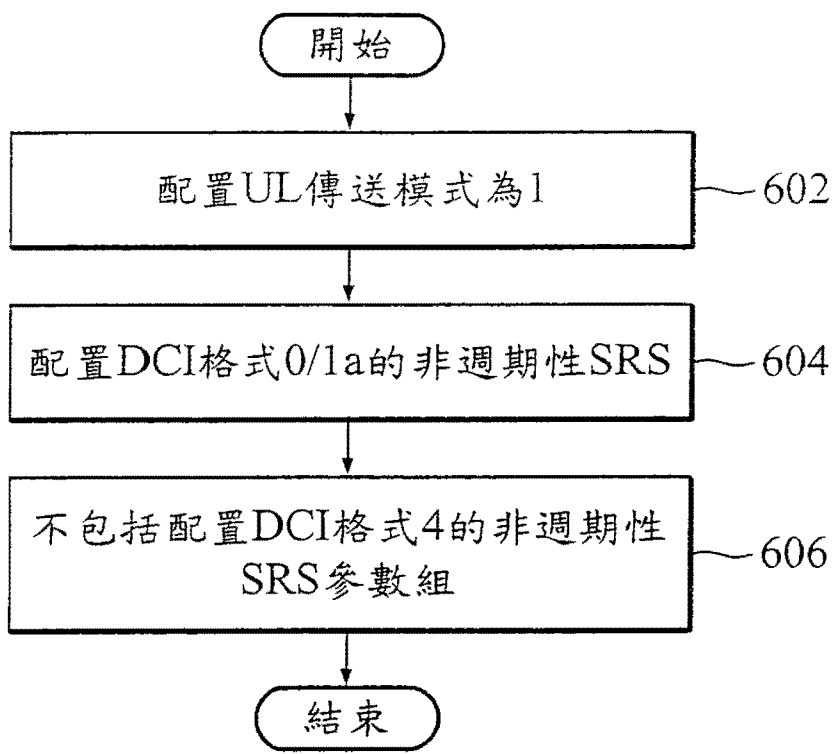 開始
配置UL傳送模式為1
602
配置DCI格式0/1a的非週期性SRS
604
不包括配置DCI格式4的非週期性
SRS參數組
606
結束